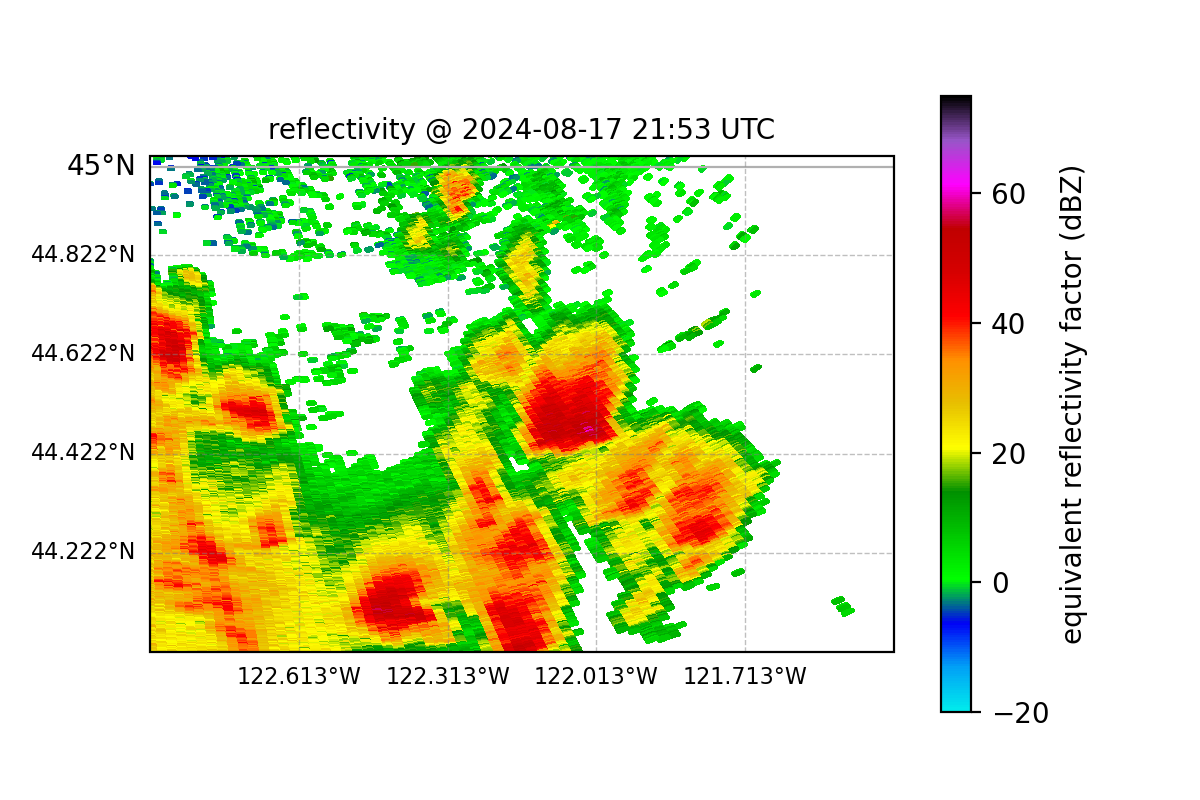 reflectivity @ 2024-08-17 21:53 UTC
45°N
44.822°N
44.622°N
44.422°N
44.222°N
122.613°W 122.313°W 122.013°W 121.713°W
60
40
20
0
−20
equivalent reflectivity factor (dBZ)